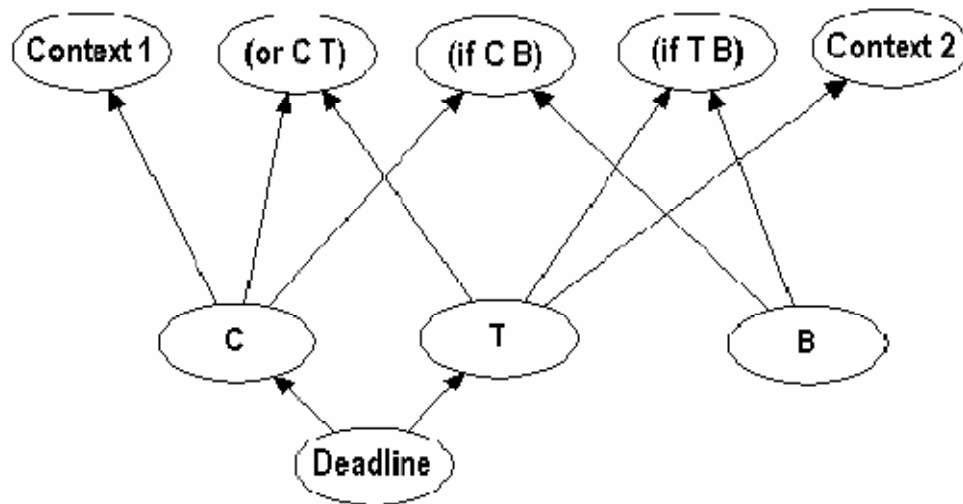 Context 1
(or C T)
(if C B)
(if T B)
Context 2
C
T
B
Deadline